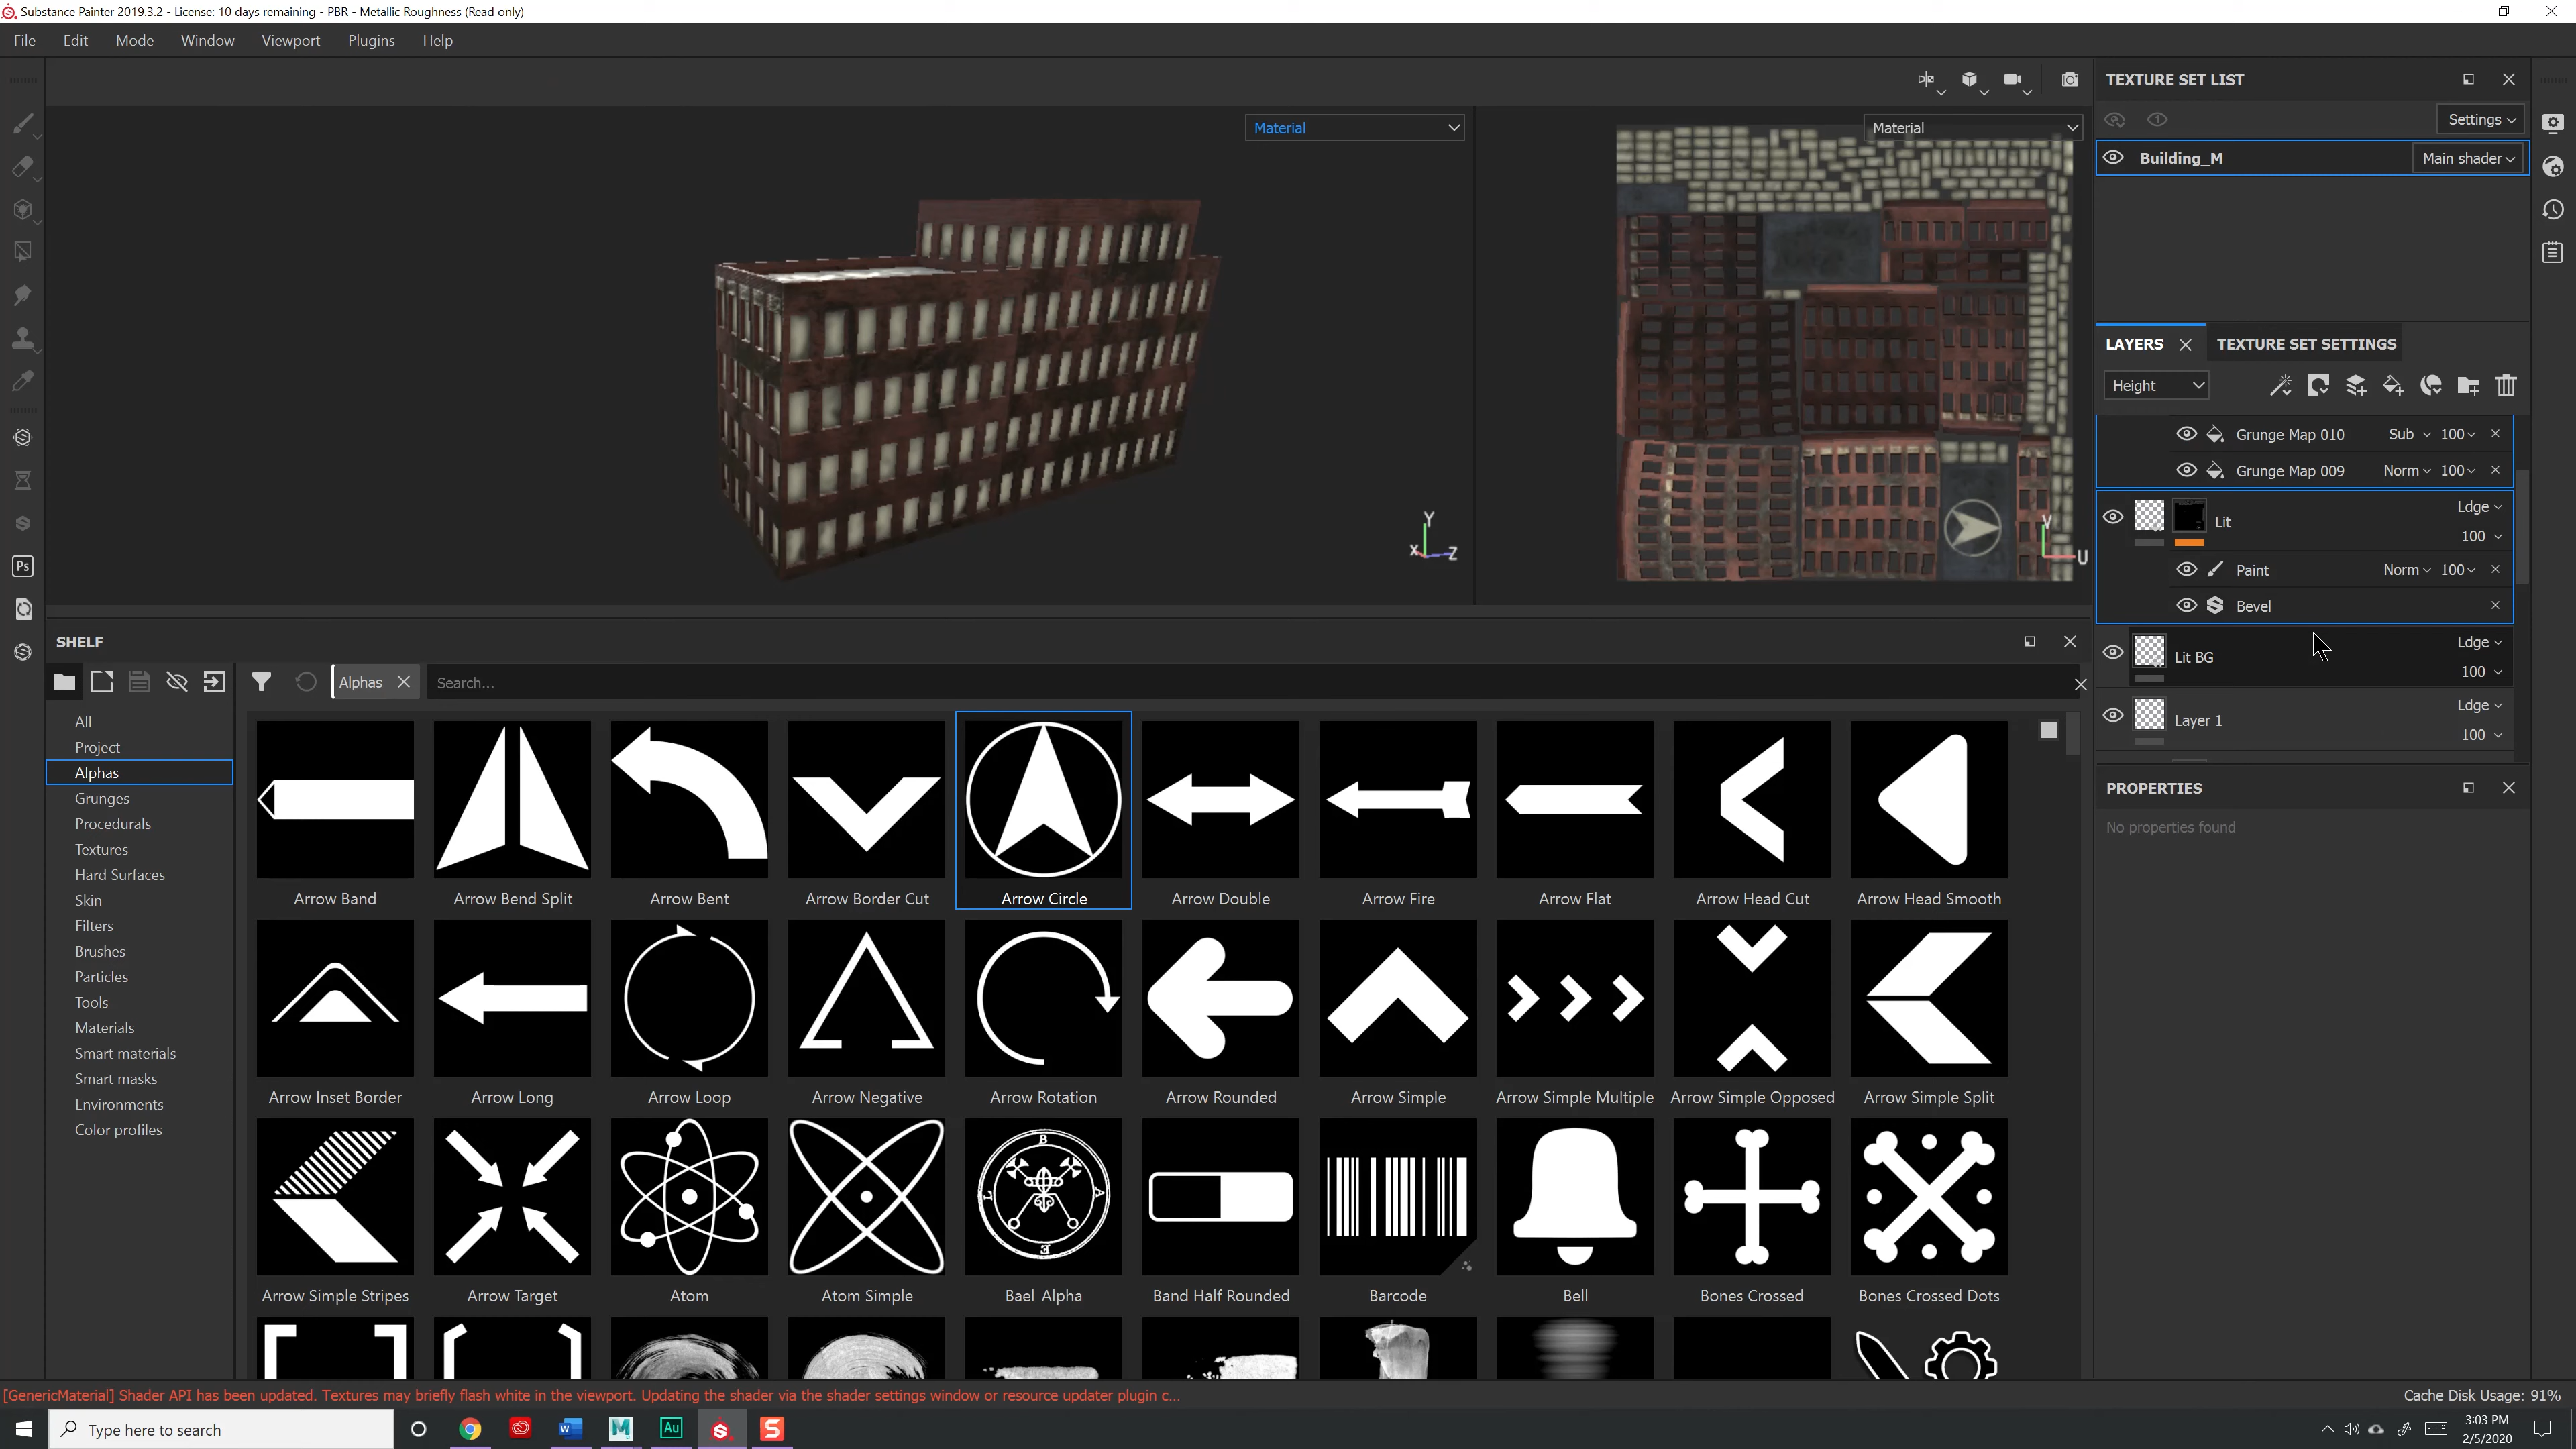 Substance Painter 2019.3.2 - License: 10 days remaining - PBR - Metallic Roughness (Read only)
File Edit Mode Window Viewport Plugins Help
Material
Material
X Y Z
V U
TEXTURE SET LIST
Settings
Building_M Main shader
LAYERS TEXTURE SET SETTINGS
Height
Grunge Map 010 Sub 100
Grunge Map 009 Norm 100
Lit Ldge
100
Paint Norm 100
Bevel
Lit BG Ldge
100
Layer 1 Ldge
100
PROPERTIES
No properties found
Ps
SHELF
Alphas Search...
All
Project
Alphas
Grunges
Procedurals
Textures
Hard Surfaces
Skin
Filters
Brushes
Particles
Tools
Materials
Smart materials
Smart masks
Environments
Color profiles
Arrow Band Arrow Bend Split Arrow Bent Arrow Border Cut Arrow Circle Arrow Double Arrow Fire Arrow Flat Arrow Head Cut Arrow Head Smooth
Arrow Inset Border Arrow Long Arrow Loop Arrow Negative Arrow Rotation Arrow Rounded Arrow Simple Arrow Simple Multiple Arrow Simple Opposed Arrow Simple Split
Arrow Simple Stripes Arrow Target Atom Atom Simple Bael_Alpha Band Half Rounded Barcode Bell Bones Crossed Bones Crossed Dots
[GenericMaterial] Shader API has been updated. Textures may briefly flash white in the viewport. Updating the shader via the shader settings window or resource updater plugin c...
Cache Disk Usage: 91%
Type here to search
3:03 PM
2/5/2020